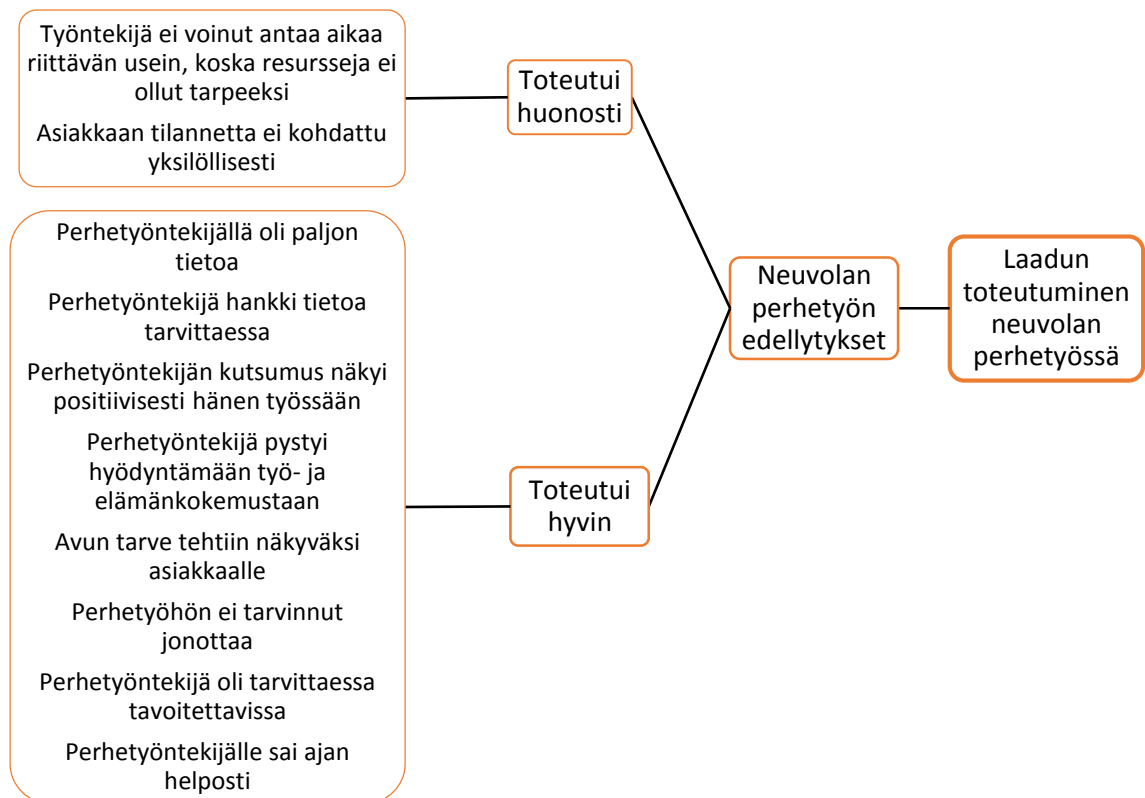 Työntekijä ei voinut antaa aikaa
riittävän usein, koska resursseja ei
ollut tarpeeksi
Asiakkaan tilannetta ei kohdattu
yksilöllisesti
Toteutui
huonosti
Perhetyöntekijällä oli paljon
tietoa
Perhetyöntekijä hankki tietoa
tarvittaessa
Perhetyöntekijän kutsumus näkyi
positiivisesti hänen työssään
Perhetyöntekijä pystyi
hyödyntämään työ- ja
elämänkokemustaan
Avun tarve tehtiin näkyväksi
asiakkaalle
Perhetyöhön ei tarvinnut
jonottaa
Perhetyöntekijä oli tarvittaessa
tavoitettavissa
Perhetyöntekijälle sai ajan
helposti
Toteutui
hyvin
Neuvolan
perhetyön
edellytykset
Laadun
toteutuminen
neuvolan
perhetyössä